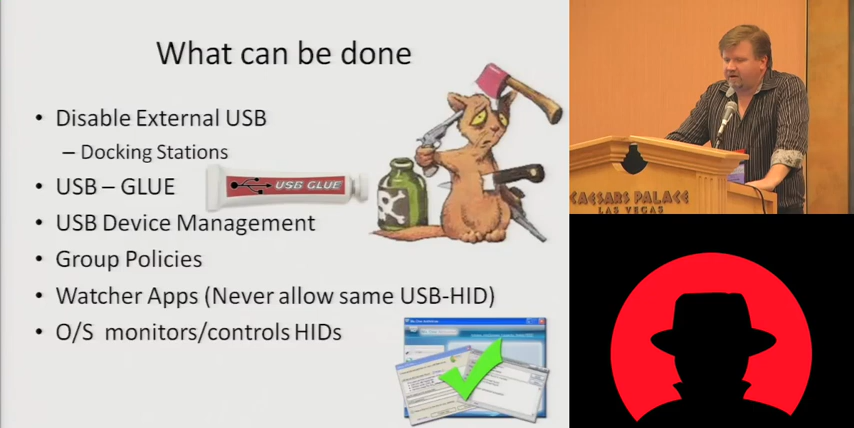 What can be done
• Disable External USB
– Docking Stations
• USB – GLUE
USB GLUE
• USB Device Management
• Group Policies
• Watcher Apps (Never allow same USB-HID)
• O/S monitors/controls HIDs
CAESARS PALACE
LAS VEGAS